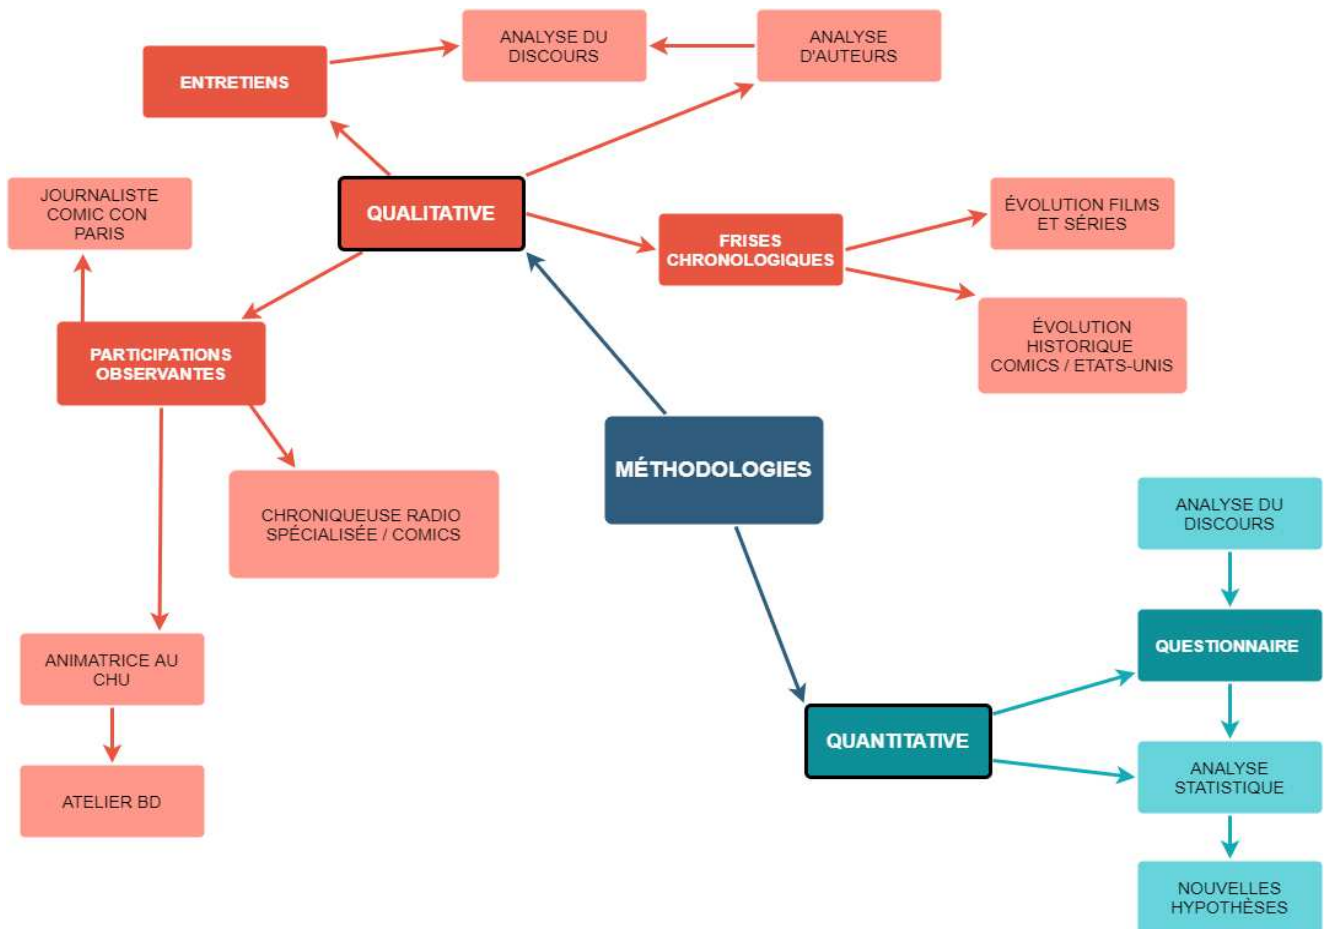 ANALYSE DU
DISCOURS
ANALYSE
D'AUTEURS
ENTRETIENS
JOURNALISTE
COMIC CON
PARIS
QUALITATIVE
FRISES
CHRONOLOGIQUES
ÉVOLUTION FILMS
ET SÉRIES
ÉVOLUTION
HISTORIQUE
COMICS / ETATS-UNIS
PARTICIPATIONS
OBSERVANTES
MÉTHODOLOGIES
CHRONIQUEUSE RADIO
SPÉCIALISÉE / COMICS
ANALYSE DU
DISCOURS
QUESTIONNAIRE
ANIMATRICE AU
CHU
QUANTITATIVE
ANALYSE
STATISTIQUE
ATELIER BD
NOUVELLES
HYPOTHÈSES